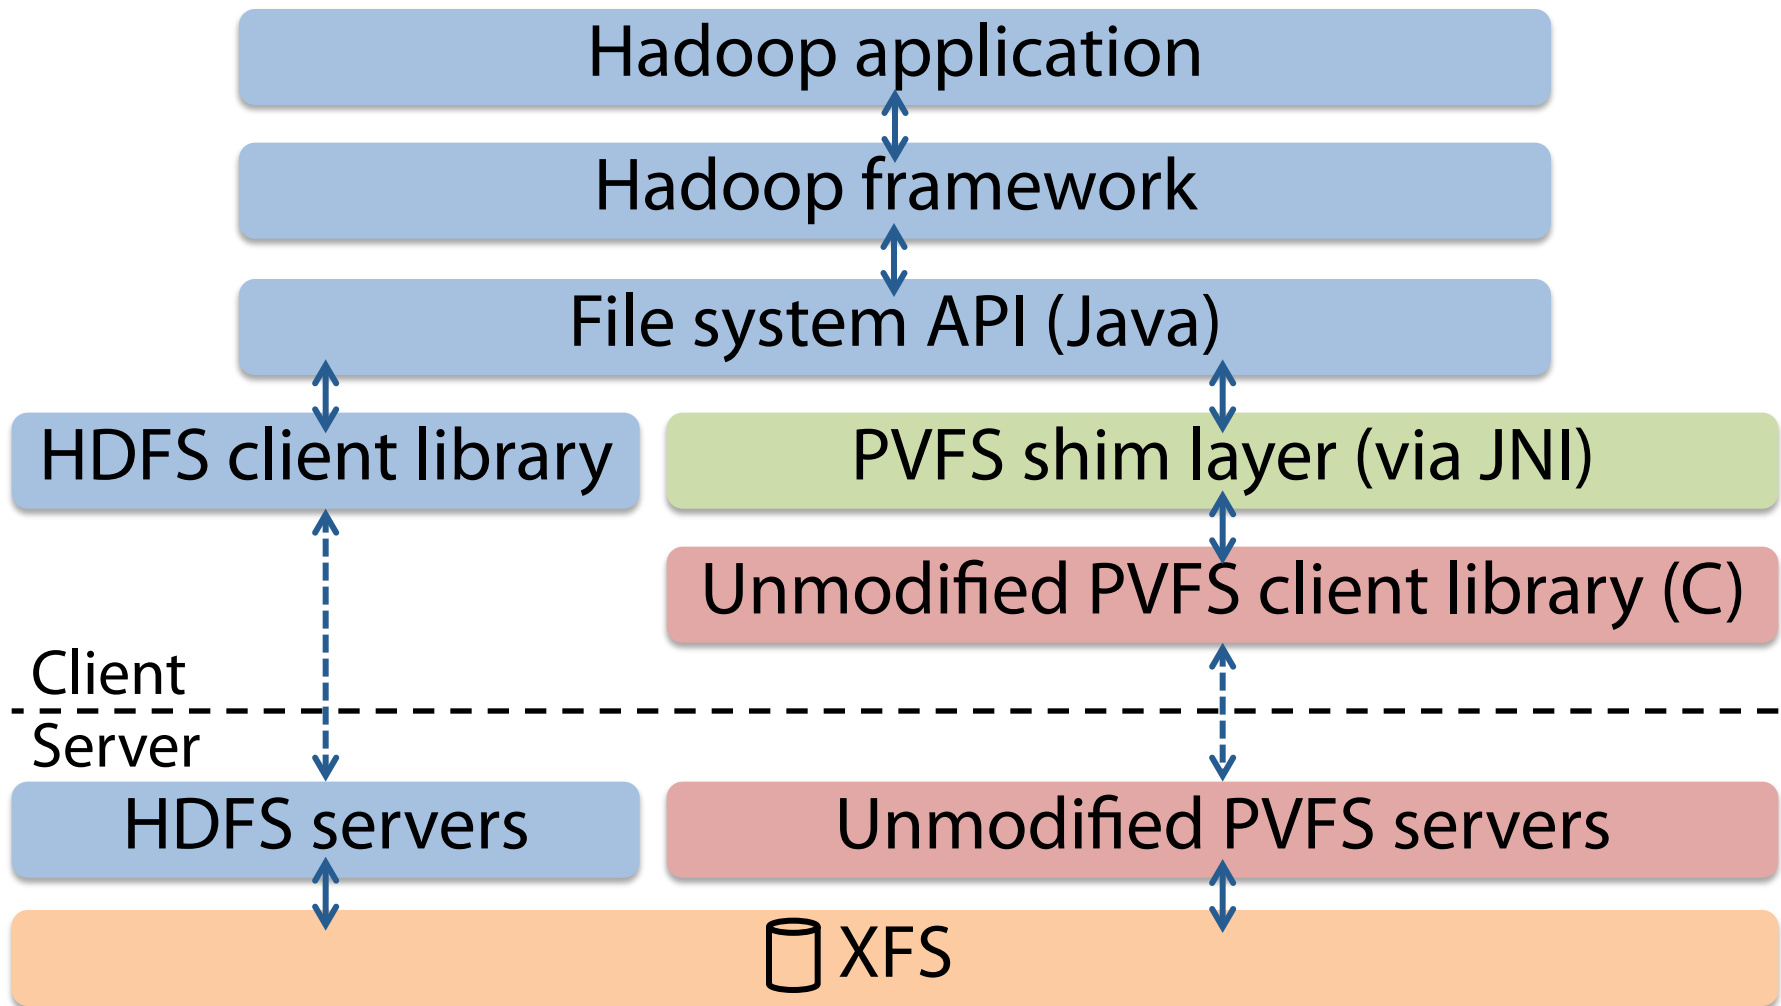 Hadoop application
Hadoop framework
File system API (Java)
HDFS client library
PVFS shim layer (via JNI)
Unmodified PVFS client library (C)
Client
Server
HDFS servers
Unmodified PVFS servers
XFS